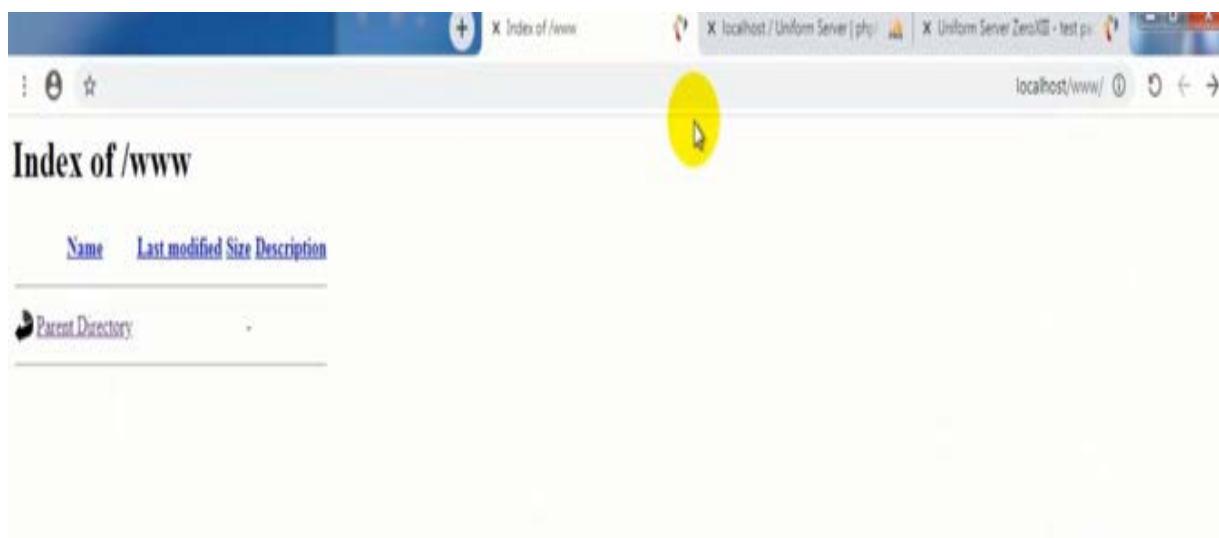 X Index of /www
X localhost / Uniform Server | php
X Uniform Server ZeroXIII - test pa
localhost/www/
Index of /www
Name Last modified Size Description
Parent Directory -